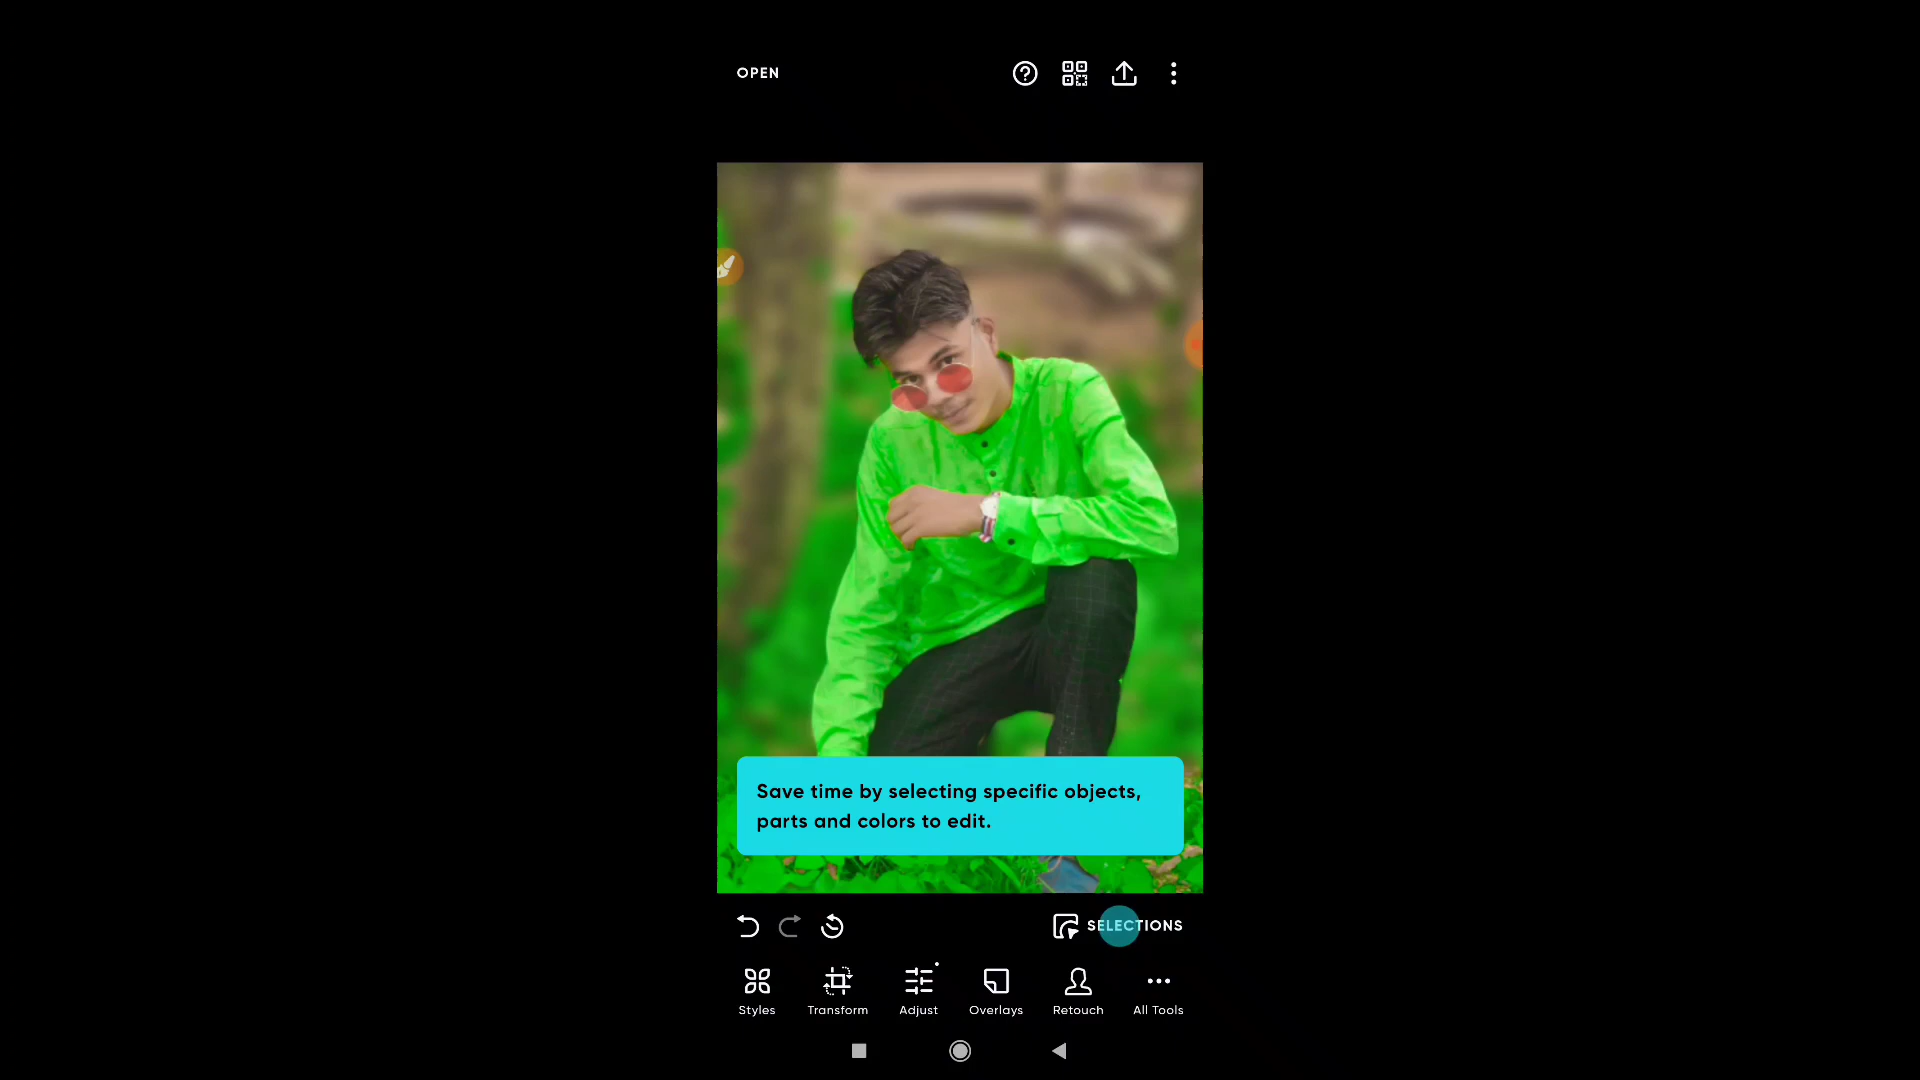 OPEN
Save time by selecting specific objects,
parts and colors to edit.
SELECTIONS
Styles
Transform
Adjust
Overlays
Retouch
All Tools